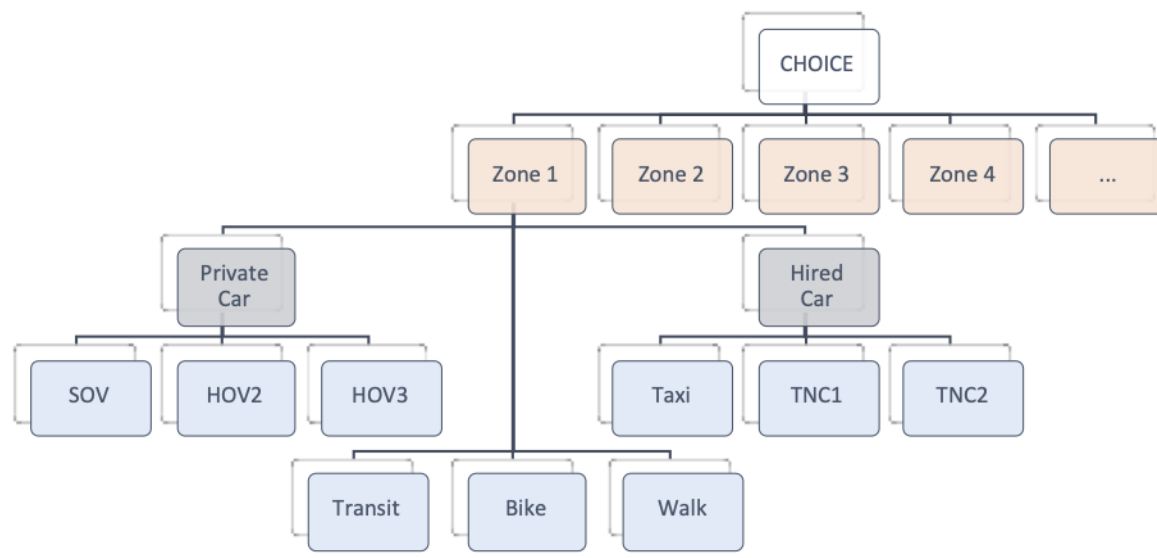 CHOICE
Zone 1
Zone 2
Zone 3
Zone 4
...
Private
Car
Hired
Car
SOV
HOV2
HOV3
Taxi
TNC1
TNC2
Transit
Bike
Walk